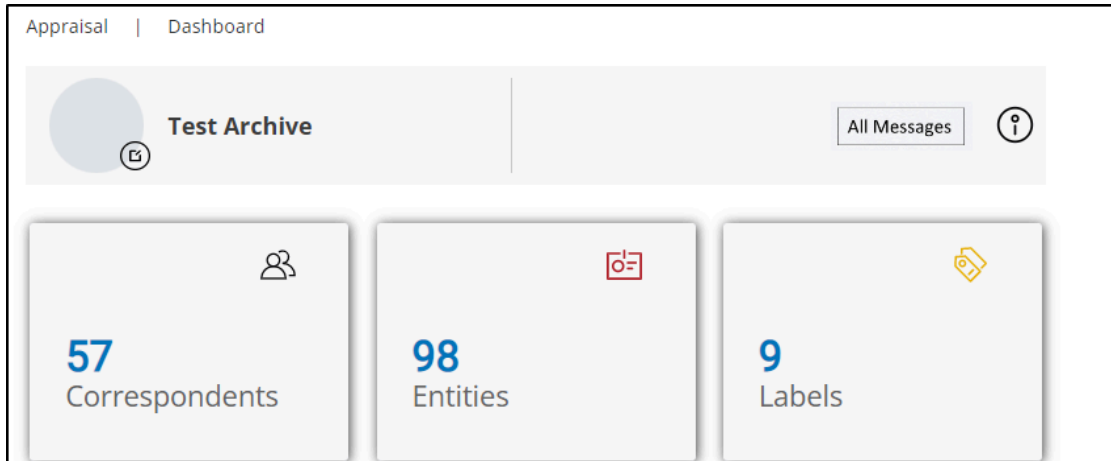 Appraisal | Dashboard
Test Archive
All Messages
57
Correspondents
98
Entities
9
Labels